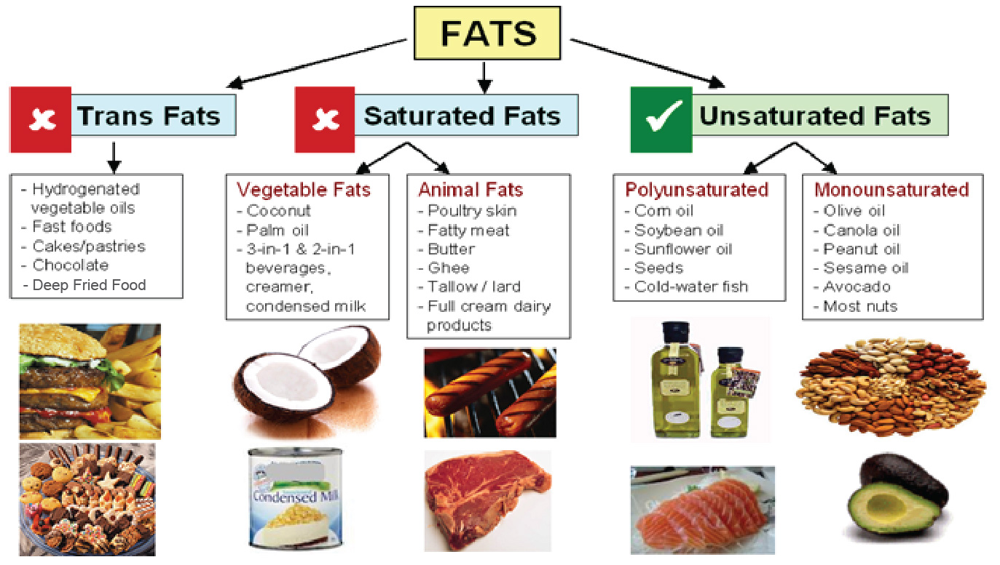 FATS
Trans Fats
Saturated Fats
Unsaturated Fats
- Hydrogenated
vegetable oils
- Fast foods
- Cakes/pastries
- Chocolate
- Deep Fried Food
Vegetable Fats
- Coconut
- Palm oil
- 3-in-1 & 2-in-1
beverages,
creamer,
condensed milk
Animal Fats
- Poultry skin
- Fatty meat
- Butter
- Ghee
- Tallow / lard
- Full cream dairy
products
Polyunsaturated
- Corn oil
- Soybean oil
- Sunflower oil
- Seeds
- Cold-water fish
Monounsaturated
- Olive oil
- Canola oil
- Peanut oil
- Sesame oil
- Avocado
- Most nuts
Condensed